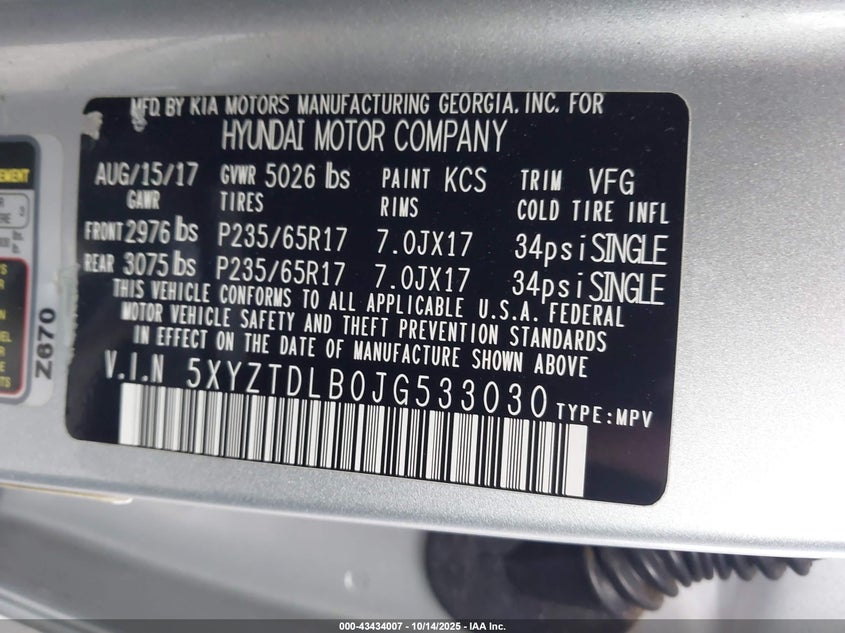 MFD. BY KIA MOTORS MANUFACTURING GEORGIA, INC. FOR
HYUNDAI MOTOR COMPANY
AUG/15/17 GVWR 5026 lbs PAINT KCS TRIM VFG
GAWR TIRES RIMS COLD TIRE INFL
FRONT 2976 lbs P235/65R17 7.0JX17 34psi SINGLE
REAR 3075 lbs P235/65R17 7.0JX17 34psi SINGLE
THIS VEHICLE CONFORMS TO ALL APPLICABLE U.S.A. FEDERAL
MOTOR VEHICLE SAFETY AND THEFT PREVENTION STANDARDS
IN EFFECT ON THE DATE OF MANUFACTURE SHOWN ABOVE
V.I.N 5XYZTDLB0JG533030 TYPE:MPV
Z670
000-43434007 | 10/14/2025 | IAA Inc.